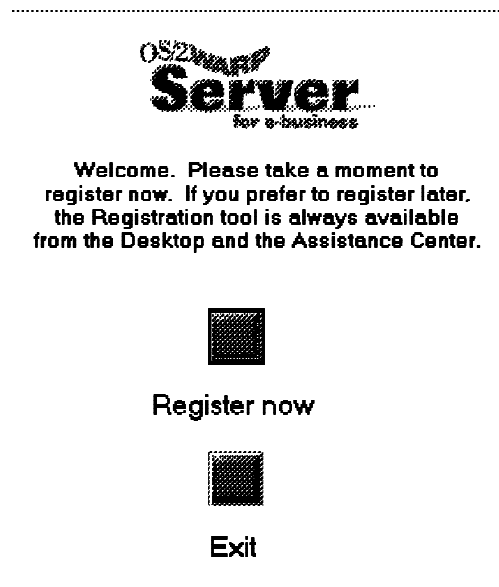 OS/2 WARP
Server
for e-business
Welcome. Please take a moment to
register now. If you prefer to register later,
the Registration tool is always available
from the Desktop and the Assistance Center.
Register now
Exit